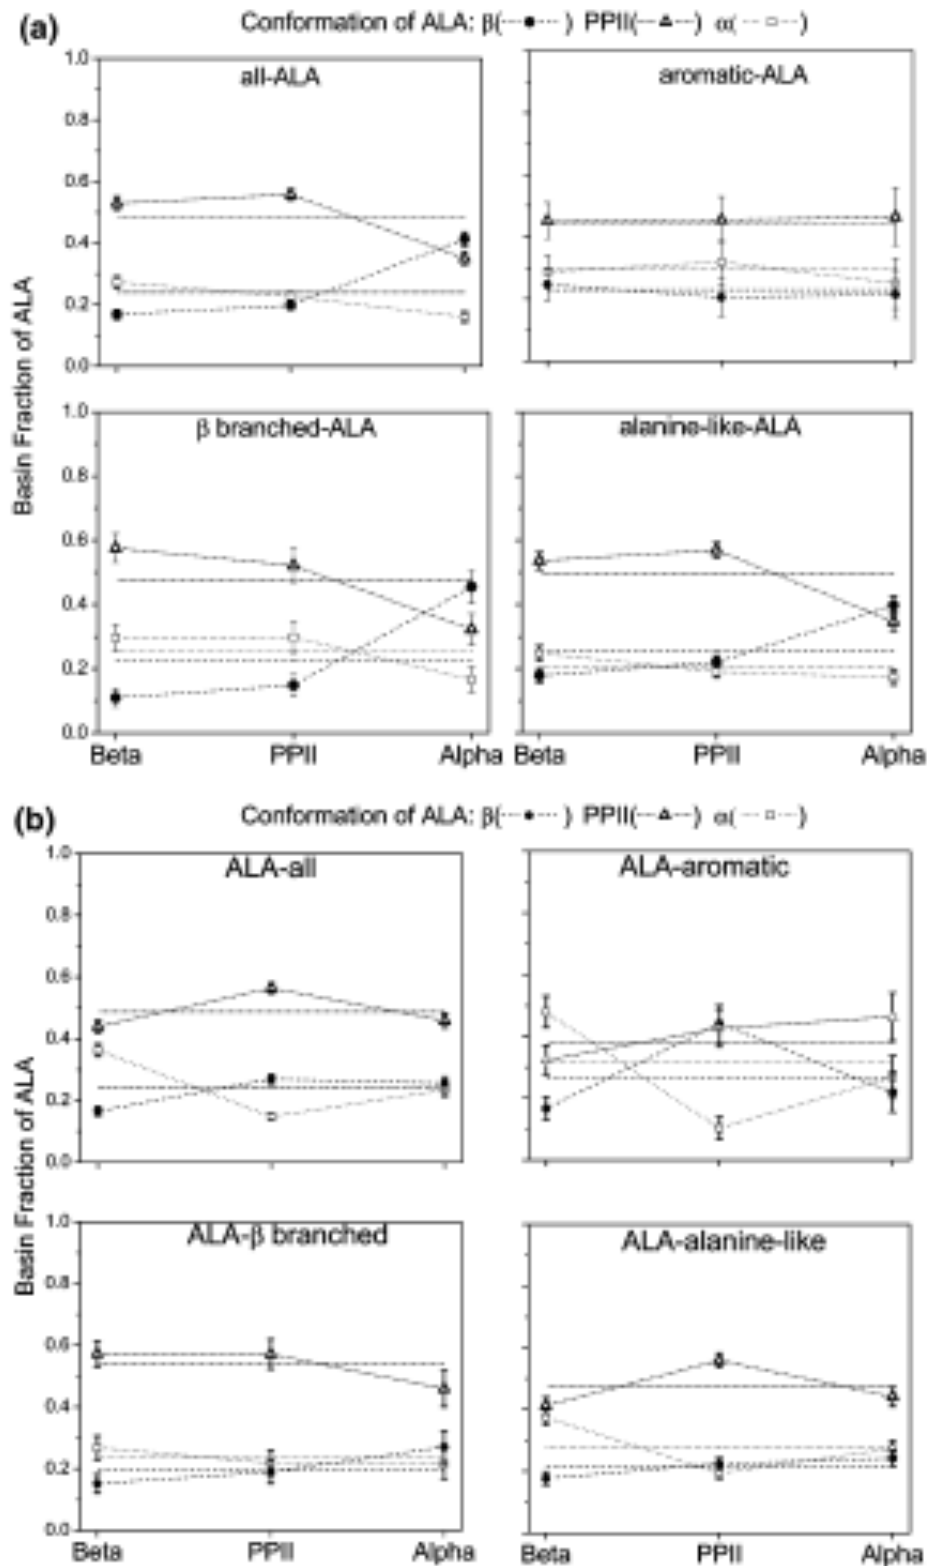 (a)
Conformation of ALA: β(--●--) PPII(--△--) α(--□--)
Basin Fraction of ALA
all-ALA
1.0
0.8
0.6
0.4
0.2
0.0
aromatic-ALA
β branched-ALA
1.0
0.8
0.6
0.4
0.2
0.0
Beta PPII Alpha
alanine-like-ALA
Beta PPII Alpha
(b)
Conformation of ALA: β(--●--) PPII(--△--) α(--□--)
Basin Fraction of ALA
ALA-all
1.0
0.8
0.6
0.4
0.2
0.0
ALA-aromatic
ALA-β branched
1.0
0.8
0.6
0.4
0.2
0.0
Beta PPII Alpha
ALA-alanine-like
Beta PPII Alpha